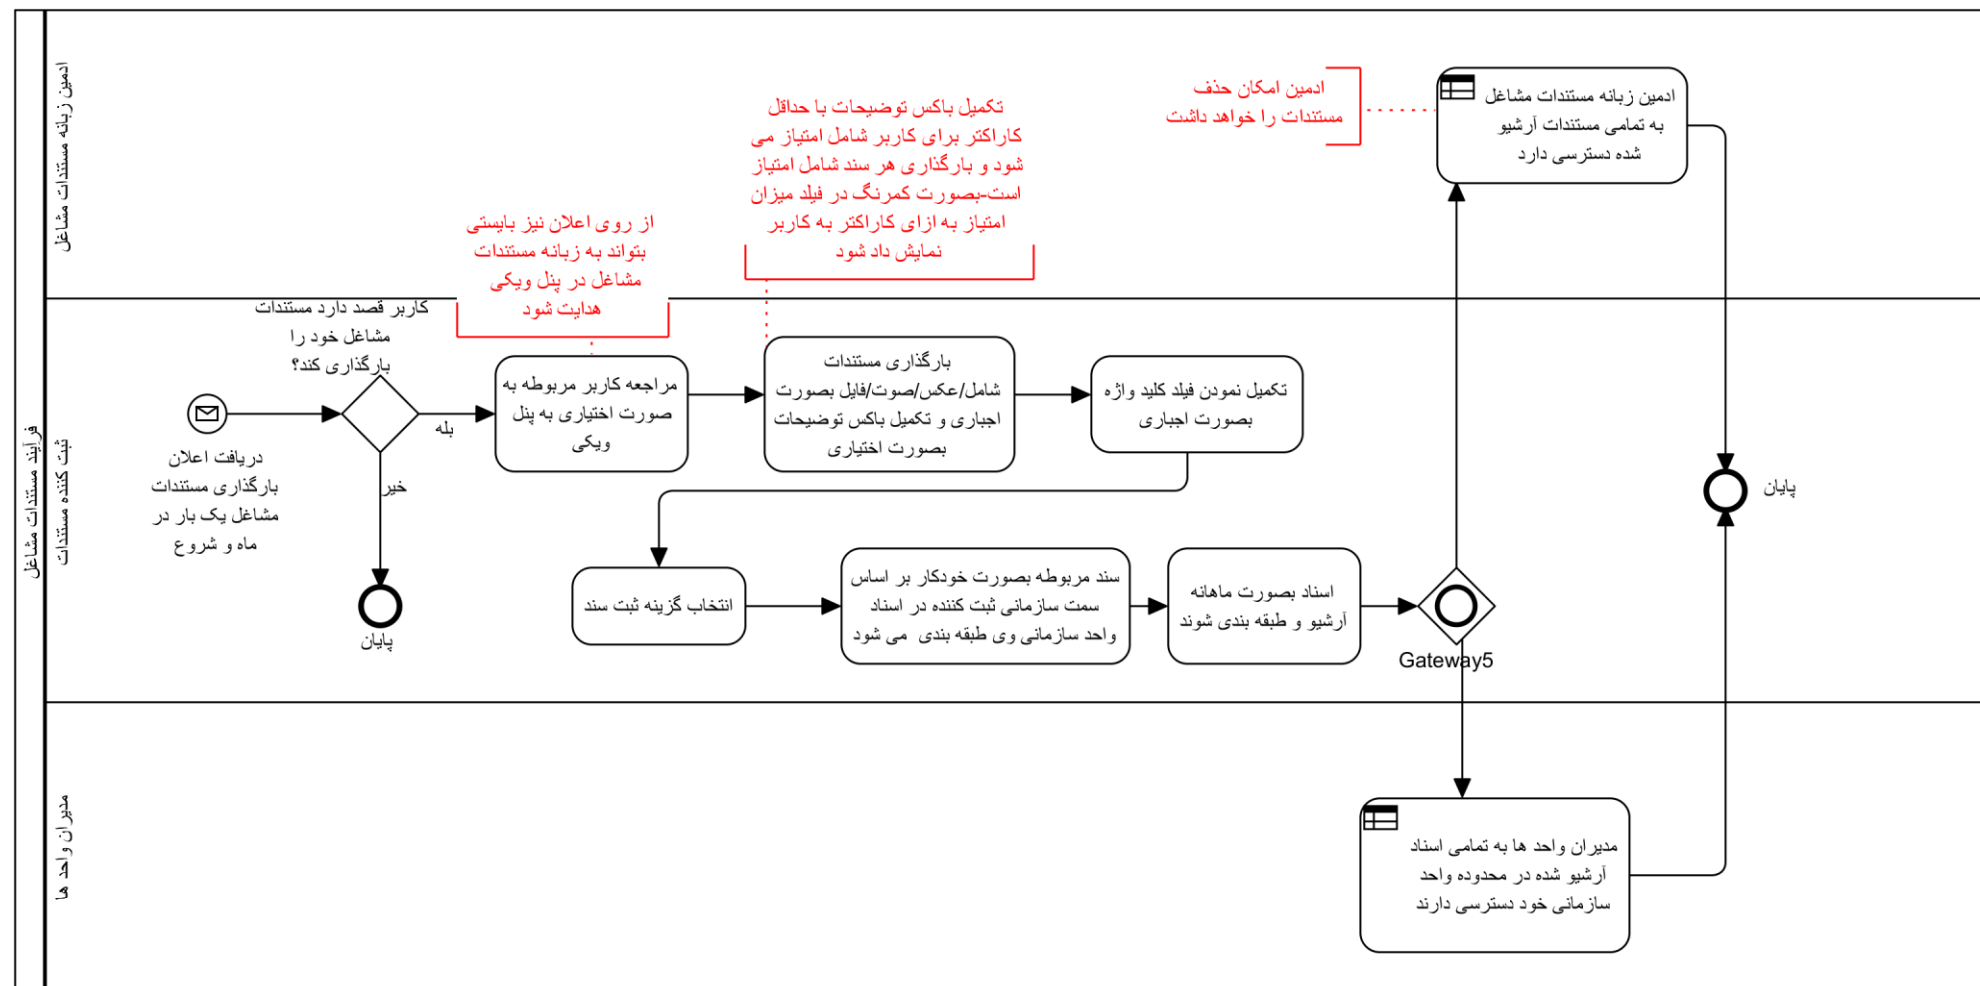 فرآیند مستندات مشاغل
ادمین زبانه مستندات مشاغل
ادمین امکان حذف
مستندات را خواهد داشت
ادمین زبانه مستندات مشاغل
به تمامی مستندات آرشیو
شده دسترسی دارد
تکمیل باکس توضیحات با حداقل
کاراکتر برای کاربر شامل امتیاز می
شود و بارگذاری هر سند شامل امتیاز
است-بصورت کمرنگ در فیلد میزان
امتیاز به ازای کاراکتر به کاربر
نمایش داد شود
از روی اعلان نیز بایستی
بتواند به زبانه مستندات
مشاغل در پنل ویکی
هدایت شود
ثبت کننده مستندات
کاربر قصد دارد مستندات
مشاغل خود را
بارگذاری کند؟
دریافت اعلان
بارگذاری مستندات
مشاغل یک بار در
ماه و شروع
بله
خیر
پایان
مراجعه کاربر مربوطه به
صورت اختیاری به پنل
ویکی
بارگذاری مستندات
شامل/عکس/صوت/فایل بصورت
اجباری و تکمیل باکس توضیحات
بصورت اختیاری
تکمیل نمودن فیلد کلید واژه
بصورت اجباری
انتخاب گزینه ثبت سند
سند مربوطه بصورت خودکار بر اساس
سمت سازمانی ثبت کننده در اسناد
واحد سازمانی وی طبقه بندی می شود
اسناد بصورت ماهانه
آرشیو و طبقه بندی شوند
Gateway5
پایان
مدیران واحد ها
مدیران واحد ها به تمامی اسناد
آرشیو شده در محدوده واحد
سازمانی خود دسترسی دارند